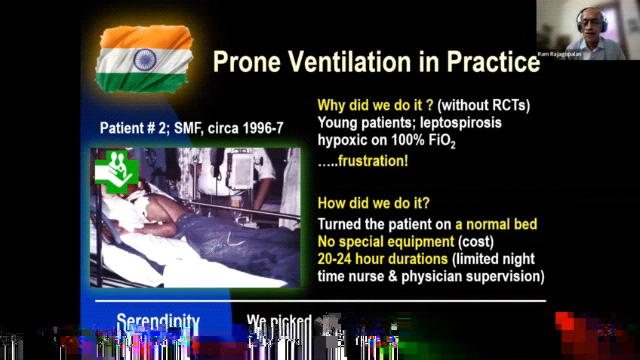 Ram Rajagopalan
Prone Ventilation in Practice
Patient # 2; SMF, circa 1996-7
Why did we do it ? (without RCTs)
Young patients; leptospirosis
hypoxic on 100% FiO2
…..frustration!
How did we do it?
Turned the patient on a normal bed
No special equipment (cost)
20-24 hour durations (limited night
time nurse & physician supervision)
Serendipity
We picked